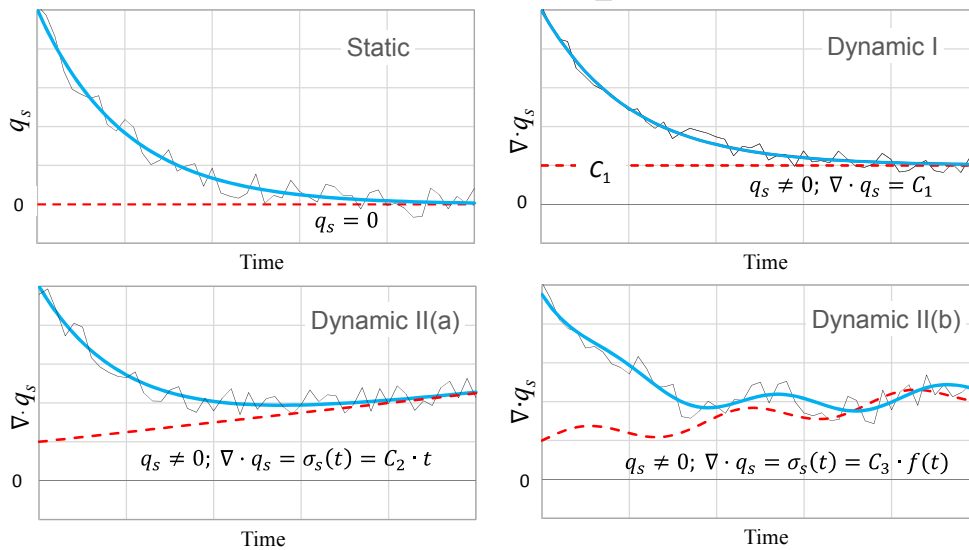 Static
q_s
0
q_s = 0
Time
Dynamic I
∇·q_s
C_1
q_s ≠ 0; ∇ · q_s = C_1
0
Time
Dynamic II(a)
∇·q_s
q_s ≠ 0; ∇ · q_s = σ_s(t) = C_2 · t
0
Time
Dynamic II(b)
∇·q_s
q_s ≠ 0; ∇ · q_s = σ_s(t) = C_3 · f(t)
0
Time